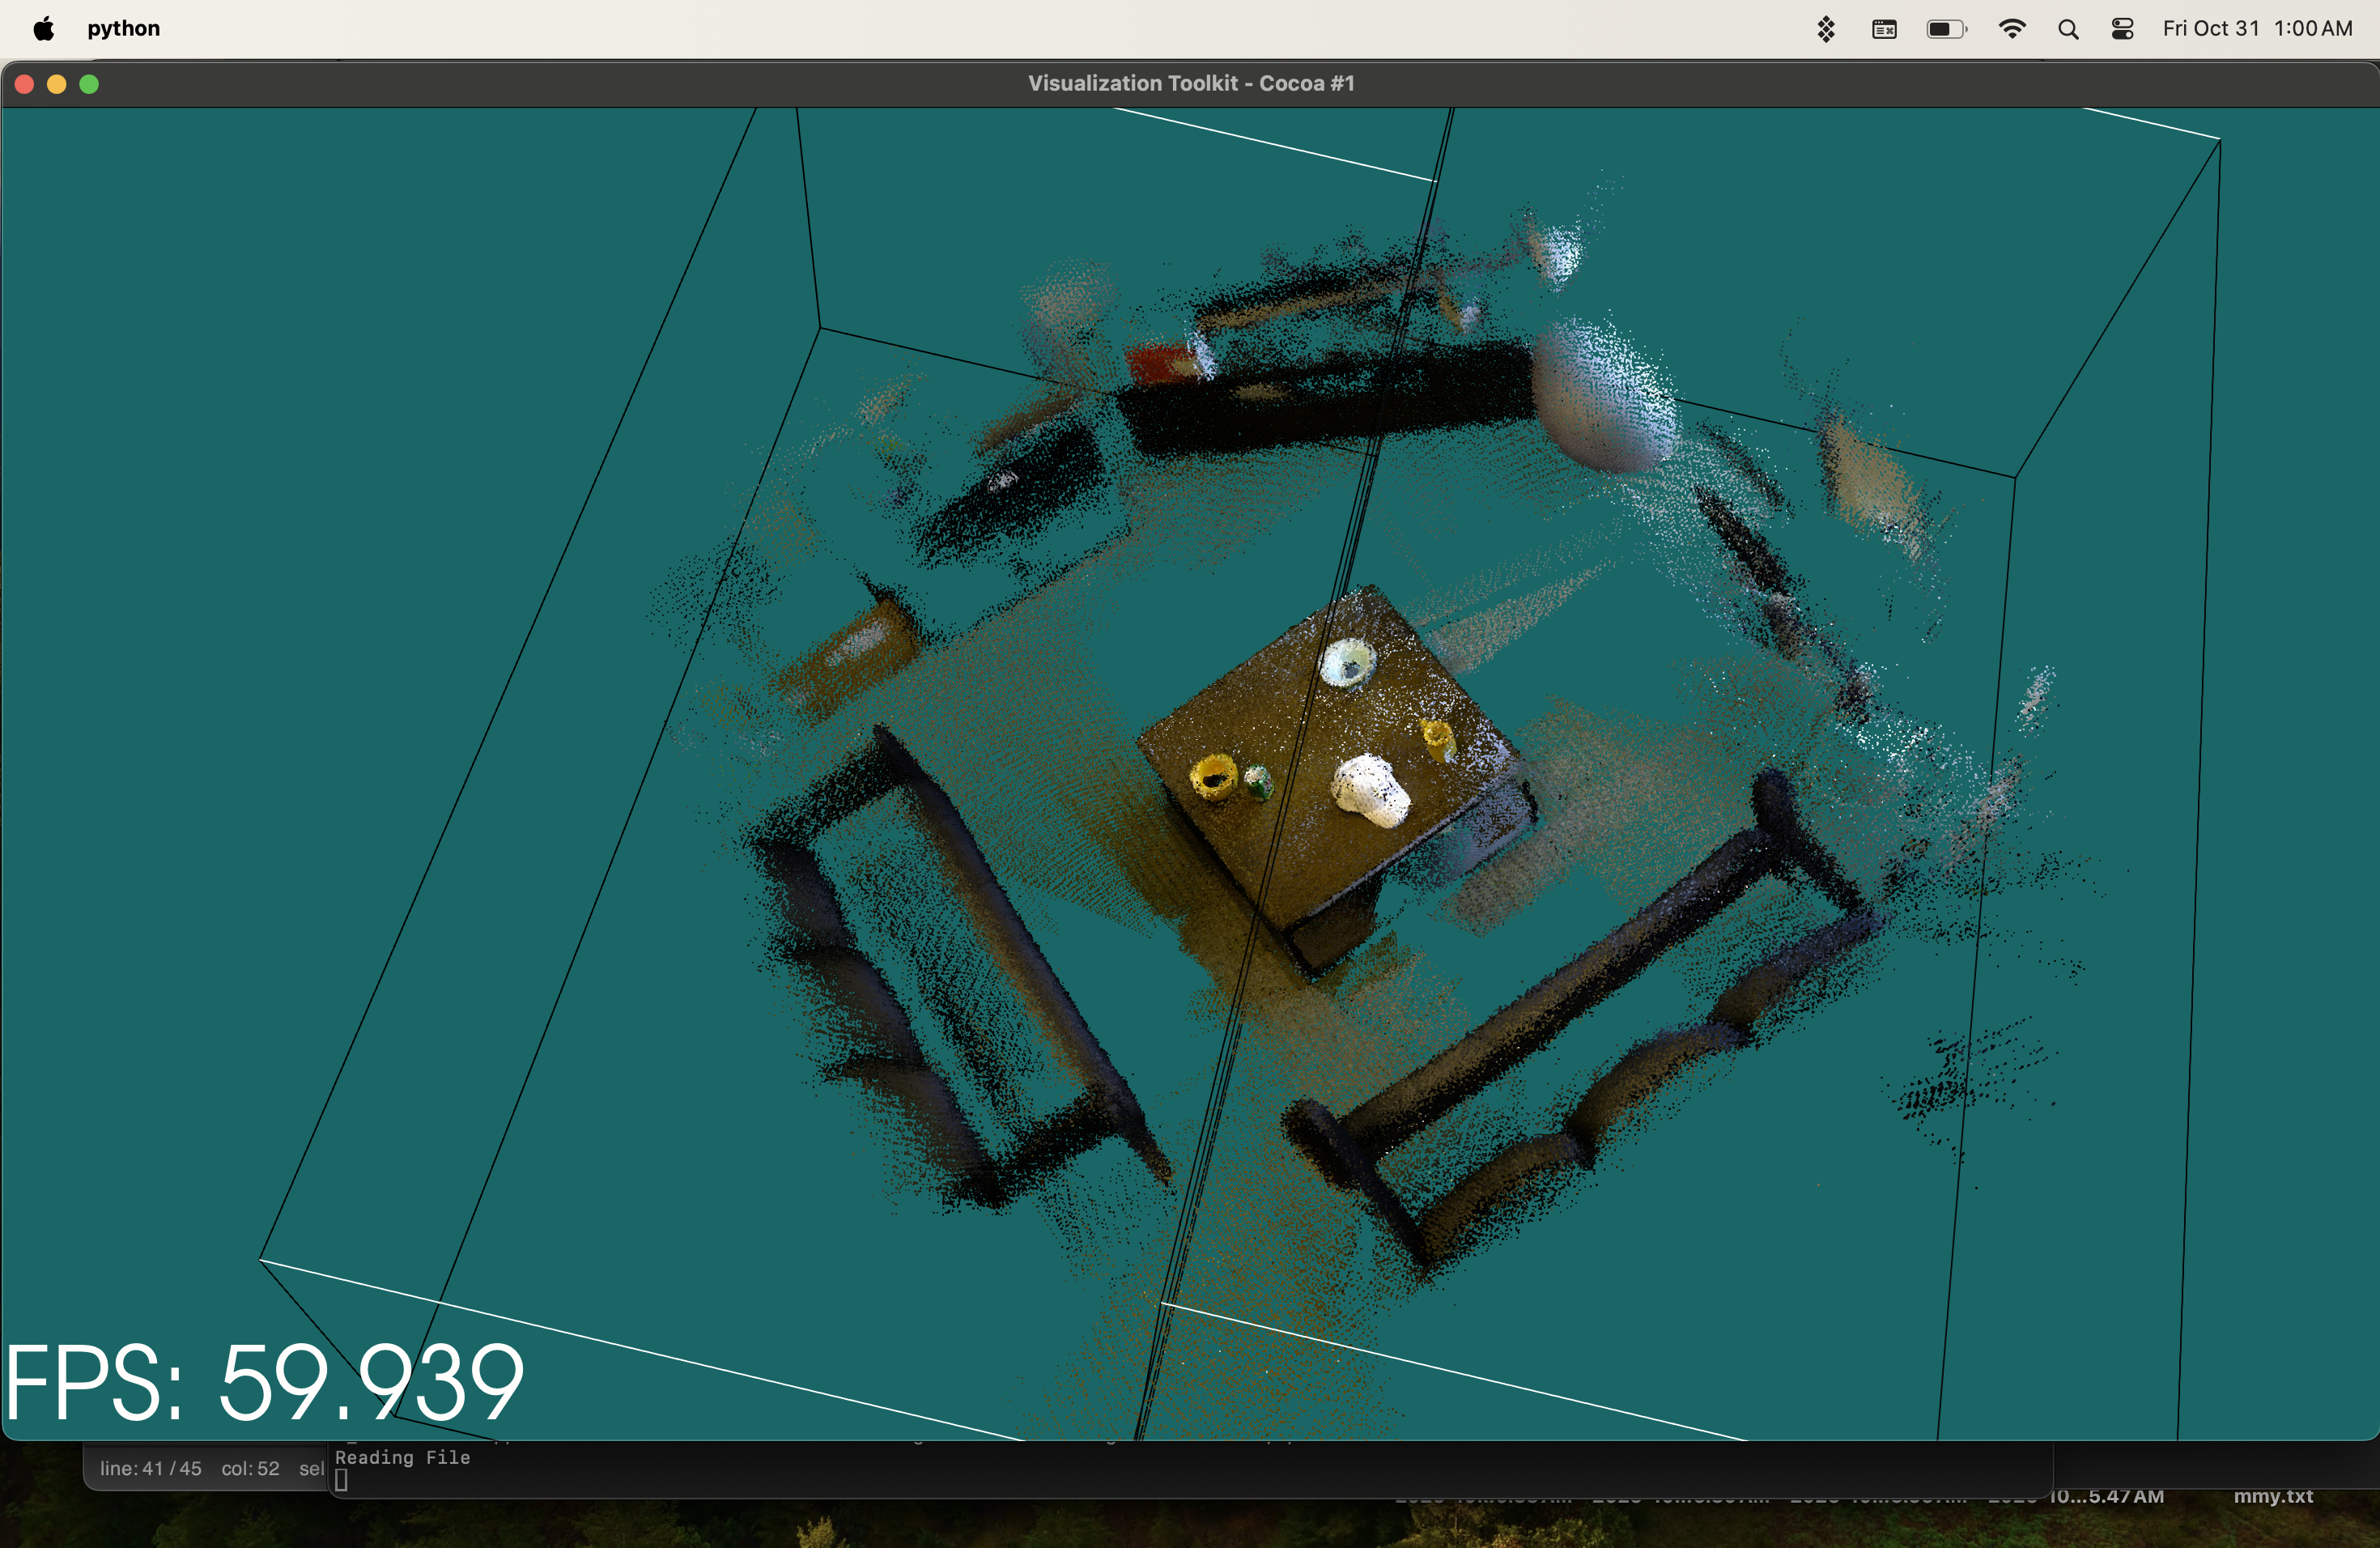 python
Fri Oct 31 1:00 AM
Visualization Toolkit - Cocoa #1
FPS: 59.939
Reading File
line: 41 / 45 col: 52 sel
10...5.47 AM mmy.txt